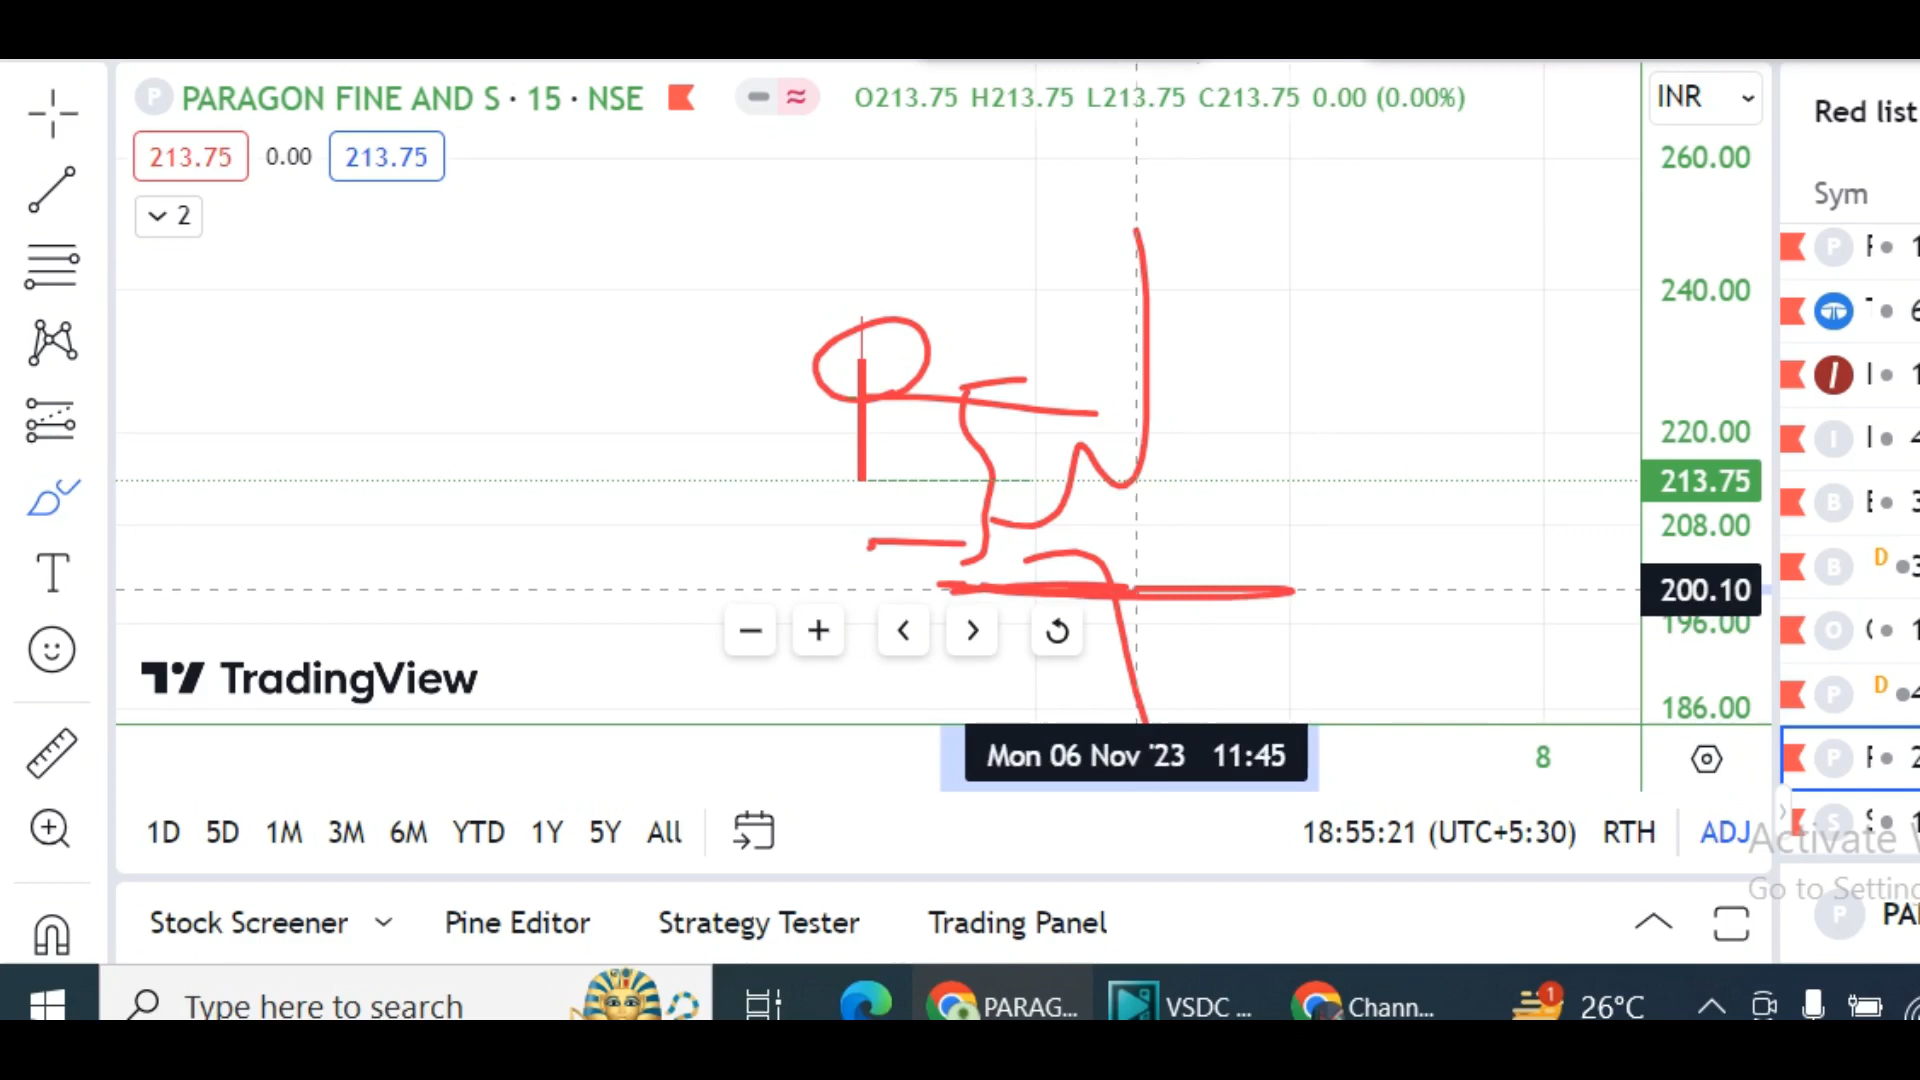 PARAGON FINE AND S · 15 · NSE
O213.75 H213.75 L213.75 C213.75 0.00 (0.00%)
INR
Red list
213.75 0.00 213.75
260.00
Sym
2
240.00
220.00
213.75
208.00
200.10
196.00
186.00
D
D
TradingView
Mon 06 Nov '23 11:45
8
1D 5D 1M 3M 6M YTD 1Y 5Y All
18:55:21 (UTC+5:30) RTH ADJ
Activate
Go to Setting
Stock Screener Pine Editor Strategy Tester Trading Panel
PAR
Type here to search
PARAG...
VSDC ...
Chann...
1
26°C